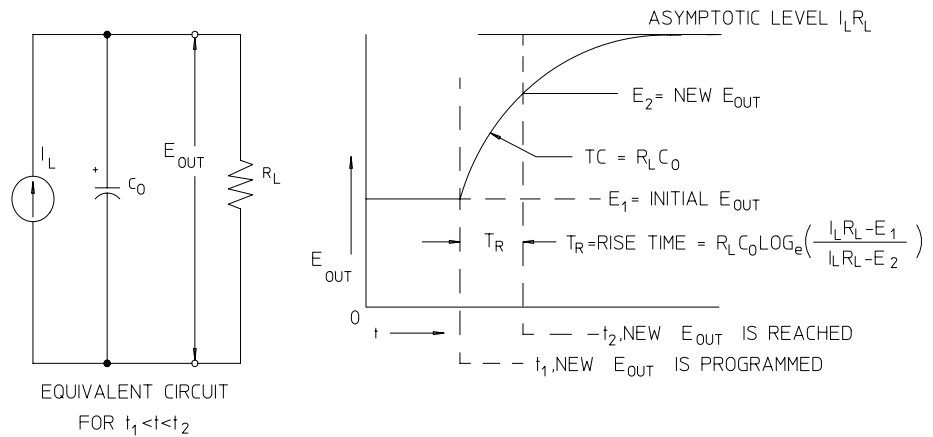 ASYMPTOTIC LEVEL I_L R_L
E_2 = NEW E_OUT
I_L
+
C_O
E_OUT
R_L
TC = R_L C_O
E_1 = INITIAL E_OUT
T_R
T_R =RISE TIME = R_L C_O LOG_e ( I_L R_L - E_1 / I_L R_L - E_2 )
E_OUT
O
t
t_2, NEW E_OUT IS REACHED
t_1, NEW E_OUT IS PROGRAMMED
EQUIVALENT CIRCUIT
FOR t_1 <t<t_2